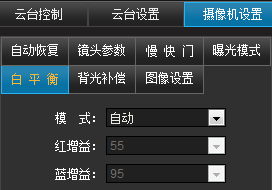 云台控制 云台设置 摄像机设置
自动恢复 镜头参数 慢 快 门 曝光模式
白 平 衡 背光补偿 图像设置
模 式: 自动
红增益: 55
蓝增益: 95